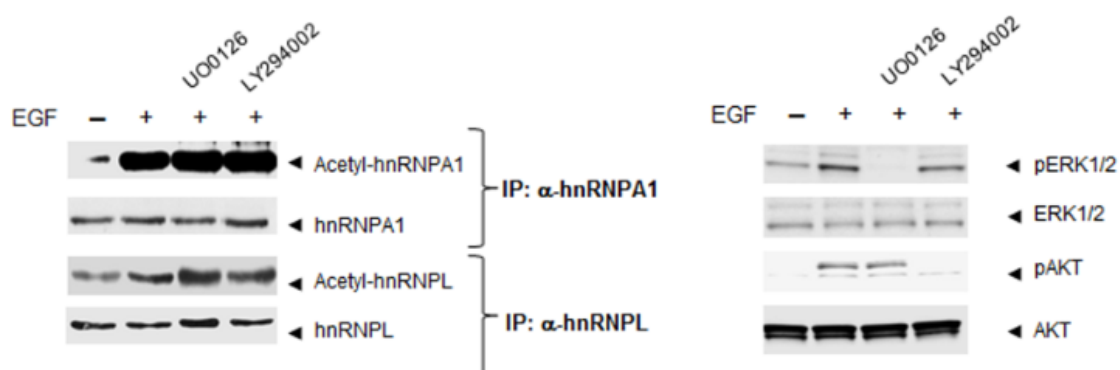 UO0126
LY294002
EGF – + + +
◄ Acetyl-hnRNPA1
◄ hnRNPA1
IP: α-hnRNPA1
◄ Acetyl-hnRNPL
◄ hnRNPL
IP: α-hnRNPL
UO0126
LY294002
EGF – + + +
◄ pERK1/2
◄ ERK1/2
◄ pAKT
◄ AKT